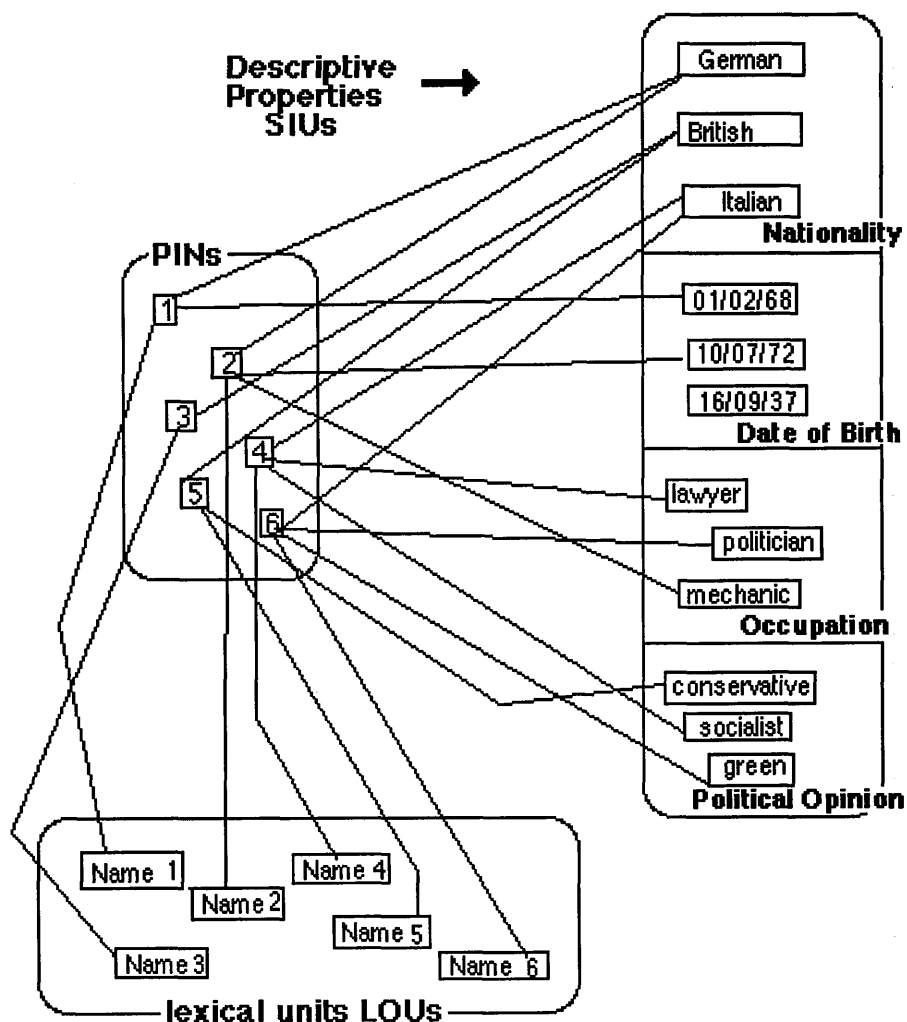 Descriptive
Properties
SIUs
German
British
Italian
Nationality
PINs
1
2
3
4
5
6
01/02/68
10/07/72
16/09/37
Date of Birth
lawyer
politician
mechanic
Occupation
conservative
socialist
green
Political Opinion
Name 1
Name 2
Name 3
Name 4
Name 5
Name 6
lexical units LOUs